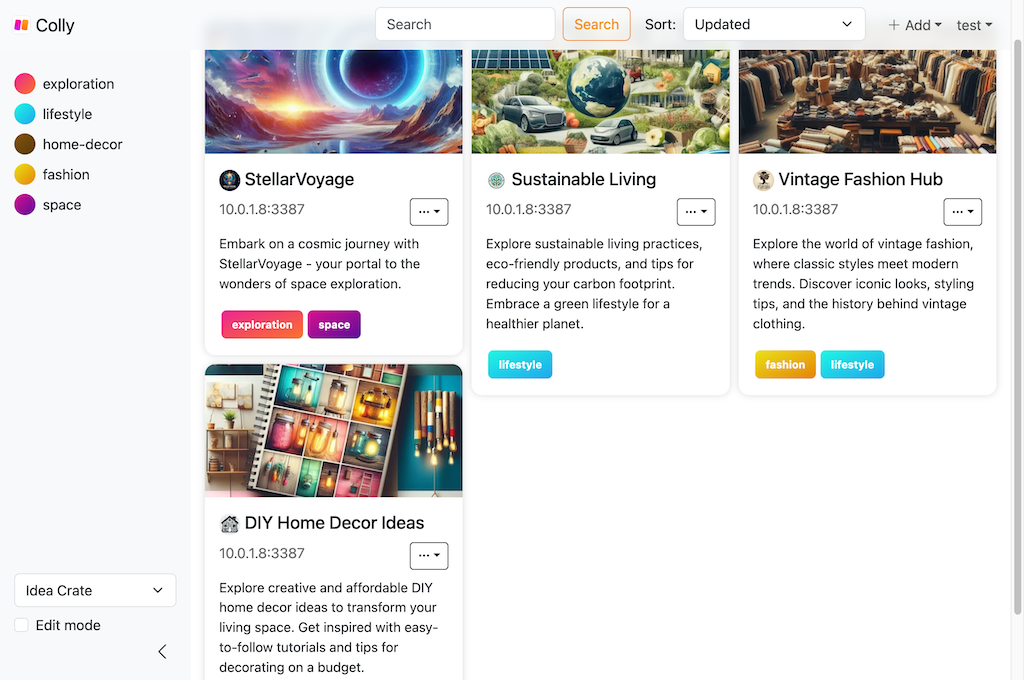 Colly
Search
Search
Sort:
Updated
+ Add
test
exploration
lifestyle
home-decor
fashion
space
StellarVoyage
10.0.1.8:3387
...
Embark on a cosmic journey with
StellarVoyage - your portal to the
wonders of space exploration.
exploration
space
Sustainable Living
10.0.1.8:3387
...
Explore sustainable living practices,
eco-friendly products, and tips for
reducing your carbon footprint.
Embrace a green lifestyle for a
healthier planet.
lifestyle
Vintage Fashion Hub
10.0.1.8:3387
...
Explore the world of vintage fashion,
where classic styles meet modern
trends. Discover iconic looks, styling
tips, and the history behind vintage
clothing.
fashion
lifestyle
DIY Home Decor Ideas
10.0.1.8:3387
...
Explore creative and affordable DIY
home decor ideas to transform your
living space. Get inspired with easy-
to-follow tutorials and tips for
decorating on a budget.
Idea Crate
Edit mode